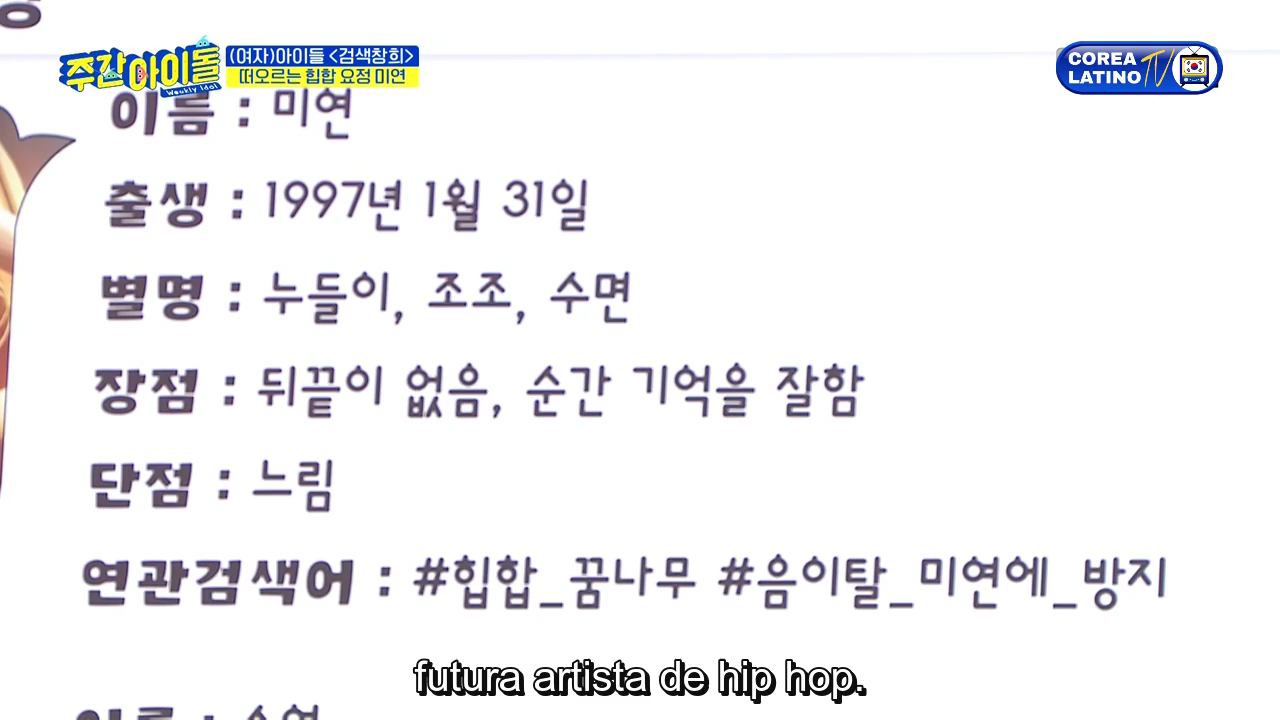 주간아이돌
Weekly Idol
(여자)아이들 <검색창희>
떠오르는 힙합 요정 미연
COREA
LATINO TV
이름 : 미연
출생 : 1997년 1월 31일
별명 : 누들이, 조조, 수면
장점 : 뒤끝이 없음, 순간 기억을 잘함
단점 : 느림
연관검색어 : #힙합_꿈나무 #음이탈_미연에_방지
futura artista de hip hop.
이름 : 소연